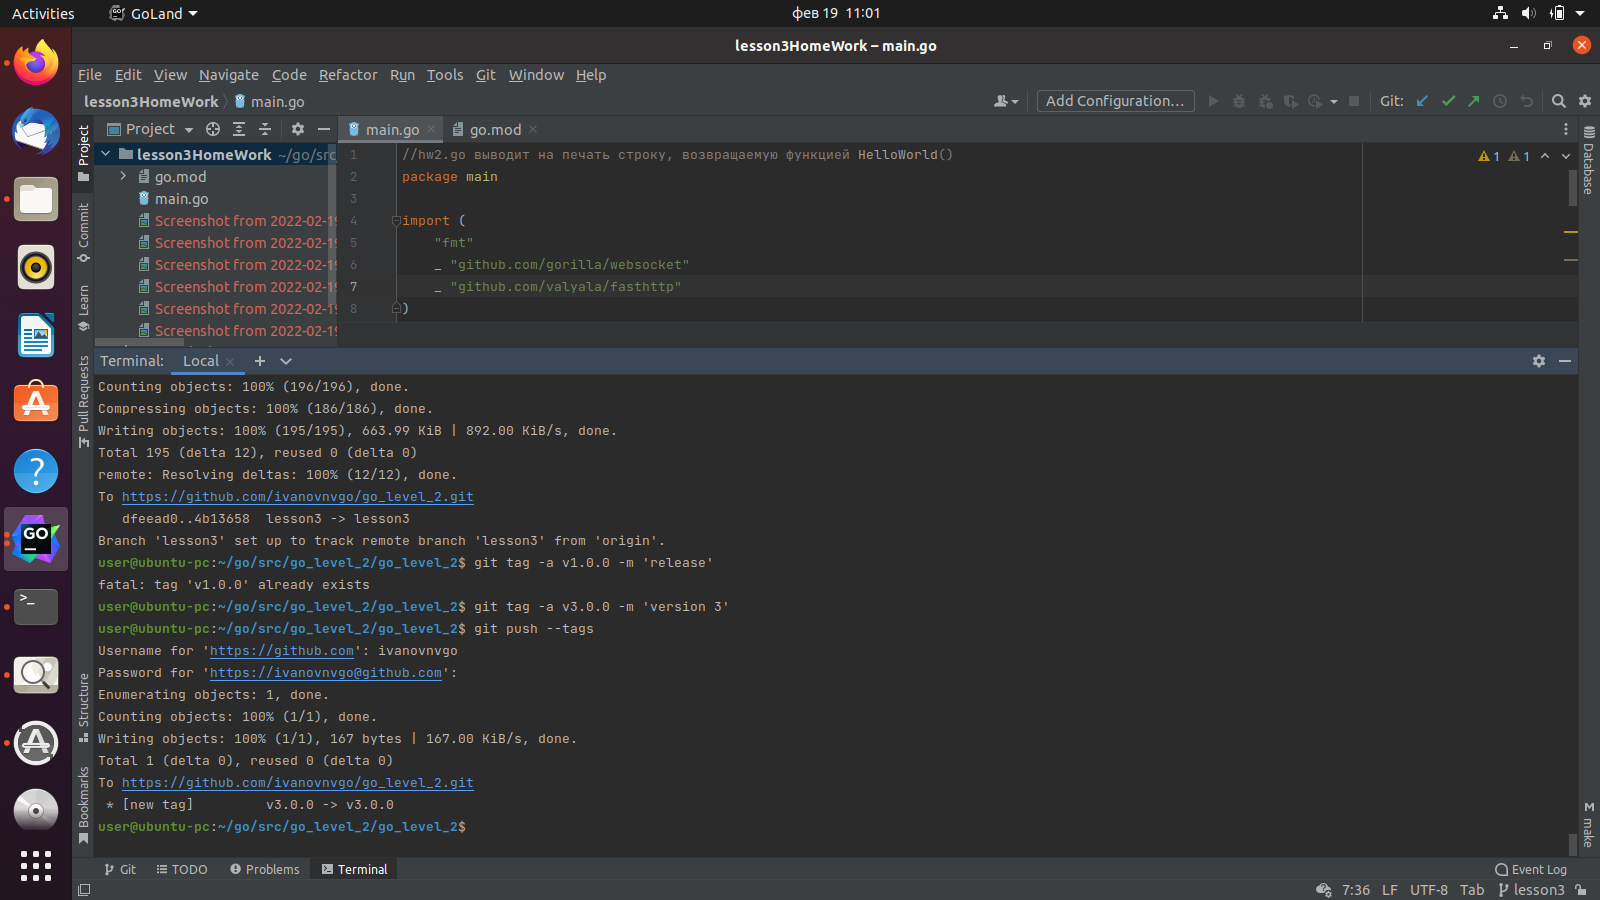 Activities
GoLand
фев 19 11:01
lesson3HomeWork – main.go
File Edit View Navigate Code Refactor Run Tools Git Window Help
lesson3HomeWork main.go
Add Configuration...
Git:
Project
main.go
go.mod
lesson3HomeWork ~/go/src
go.mod
main.go
Screenshot from 2022-02-19
Screenshot from 2022-02-19
Screenshot from 2022-02-19
Screenshot from 2022-02-19
Screenshot from 2022-02-19
Screenshot from 2022-02-19
1 //hw2.go выводит на печать строку, возвращаемую функцией HelloWorld()
2 package main
3
4 import (
5 "fmt"
6 _ "github.com/gorilla/websocket"
7 _ "github.com/valyala/fasthttp"
8 )
1 1
Project
Commit
Learn
Pull Requests
Structure
Bookmarks
Database
make
Terminal: Local
Counting objects: 100% (196/196), done.
Compressing objects: 100% (186/186), done.
Writing objects: 100% (195/195), 663.99 KiB | 892.00 KiB/s, done.
Total 195 (delta 12), reused 0 (delta 0)
remote: Resolving deltas: 100% (12/12), done.
To https://github.com/ivanovnvgo/go_level_2.git
dfeead0..4b13658 lesson3 -> lesson3
Branch 'lesson3' set up to track remote branch 'lesson3' from 'origin'.
user@ubuntu-pc:~/go/src/go_level_2/go_level_2$ git tag -a v1.0.0 -m 'release'
fatal: tag 'v1.0.0' already exists
user@ubuntu-pc:~/go/src/go_level_2/go_level_2$ git tag -a v3.0.0 -m 'version 3'
user@ubuntu-pc:~/go/src/go_level_2/go_level_2$ git push --tags
Username for 'https://github.com': ivanovnvgo
Password for 'https://ivanovnvgo@github.com':
Enumerating objects: 1, done.
Counting objects: 100% (1/1), done.
Writing objects: 100% (1/1), 167 bytes | 167.00 KiB/s, done.
Total 1 (delta 0), reused 0 (delta 0)
To https://github.com/ivanovnvgo/go_level_2.git
* [new tag] v3.0.0 -> v3.0.0
user@ubuntu-pc:~/go/src/go_level_2/go_level_2$
Git TODO Problems Terminal
Event Log
7:36 LF UTF-8 Tab lesson3